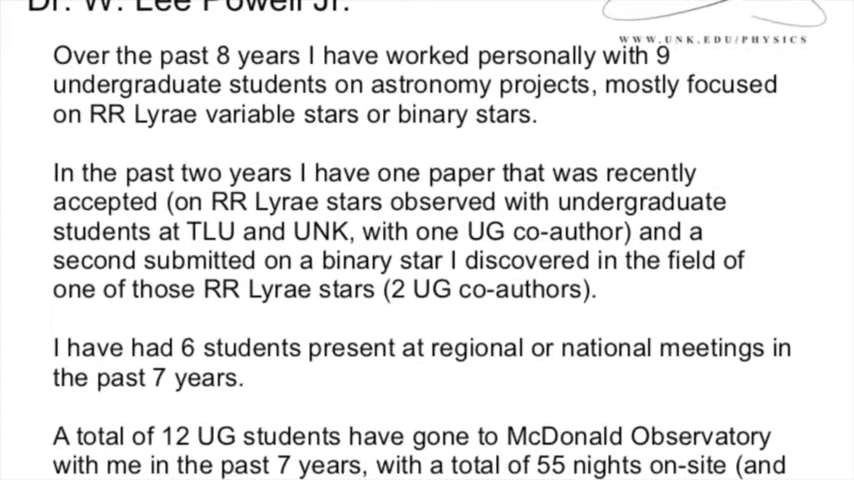 Dr. W. Lee Powell Jr.
WWW.UNK.EDU/PHYSICS
Over the past 8 years I have worked personally with 9
undergraduate students on astronomy projects, mostly focused
on RR Lyrae variable stars or binary stars.
In the past two years I have one paper that was recently
accepted (on RR Lyrae stars observed with undergraduate
students at TLU and UNK, with one UG co-author) and a
second submitted on a binary star I discovered in the field of
one of those RR Lyrae stars (2 UG co-authors).
I have had 6 students present at regional or national meetings in
the past 7 years.
A total of 12 UG students have gone to McDonald Observatory
with me in the past 7 years, with a total of 55 nights on-site (and